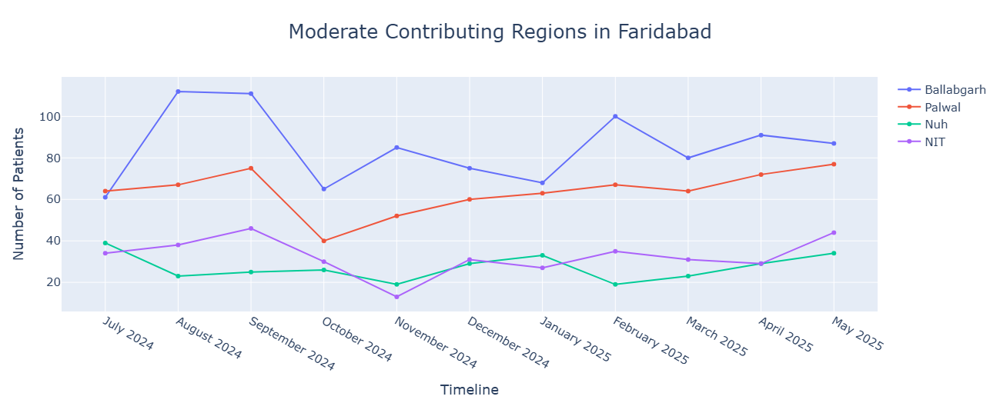 Moderate Contributing Regions in Faridabad
Number of Patients
100
80
60
40
20
Ballabgarh
Palwal
Nuh
NIT
July 2024
August 2024
September 2024
October 2024
November 2024
December 2024
January 2025
February 2025
March 2025
April 2025
May 2025
Timeline